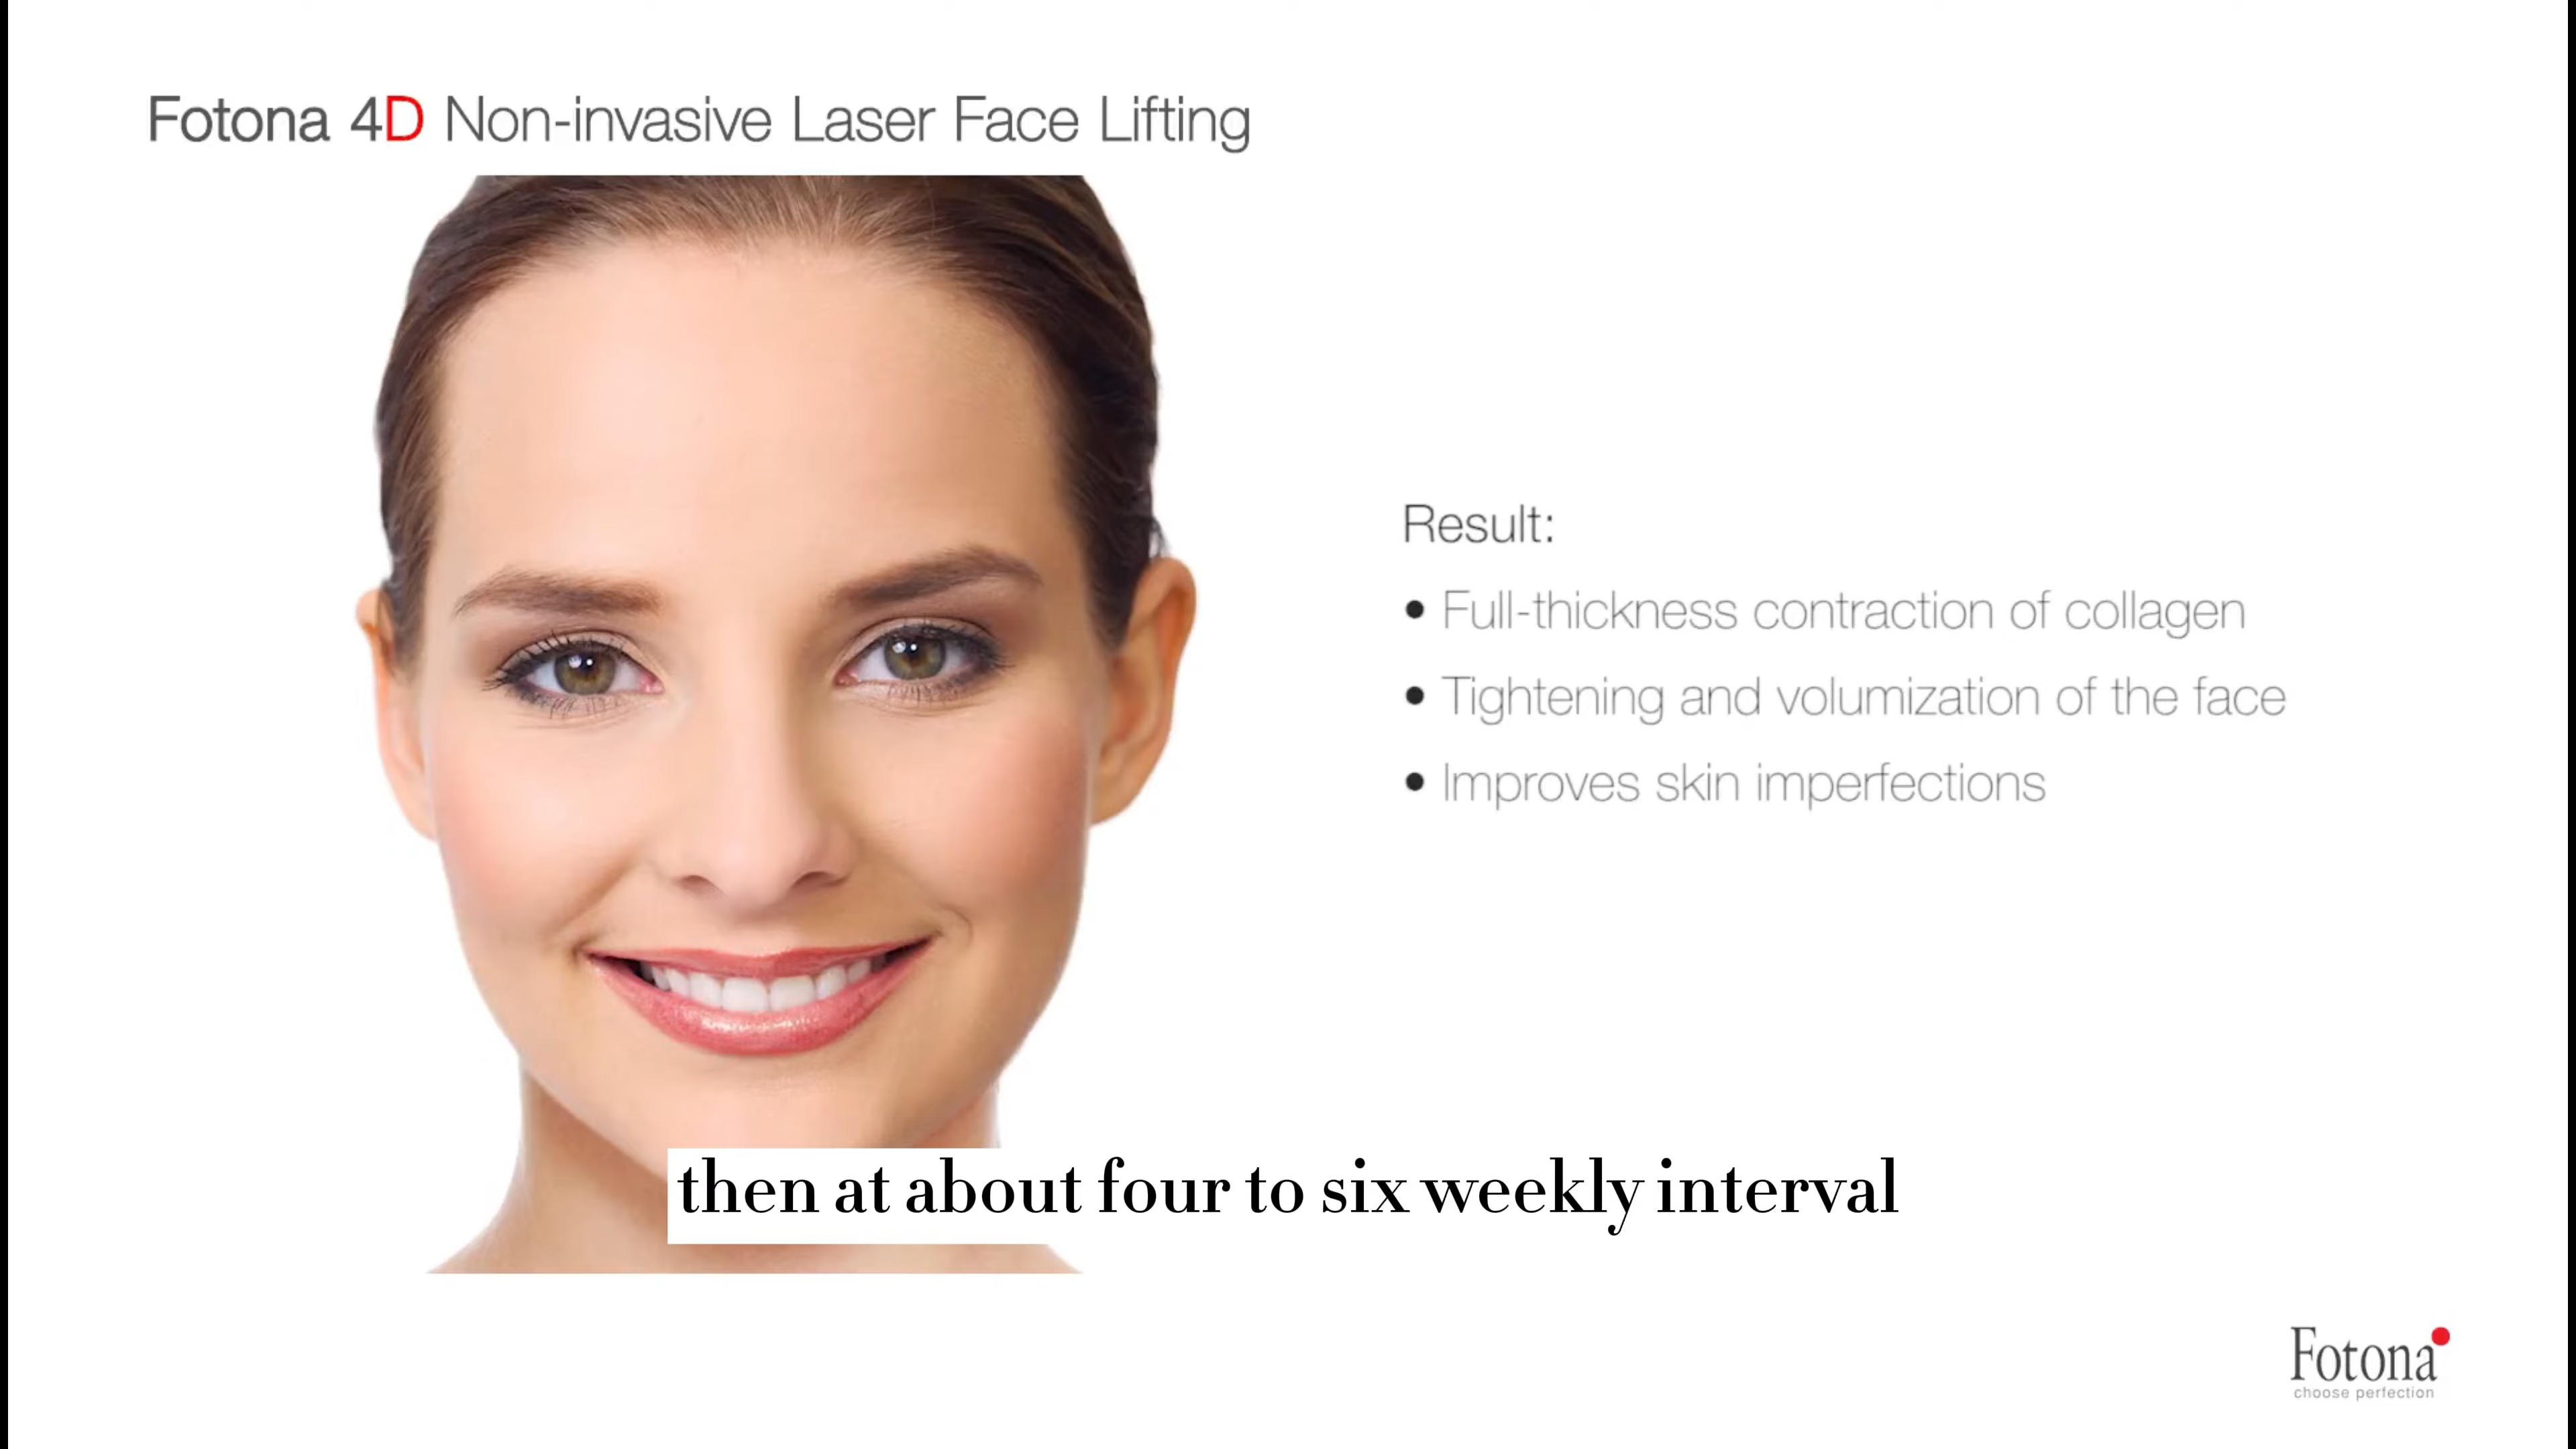 Fotona 4D Non-invasive Laser Face Lifting
Result:
• Full-thickness contraction of collagen
• Tightening and volumization of the face
• Improves skin imperfections
then at about four to six weekly interval
Fotona
choose perfection